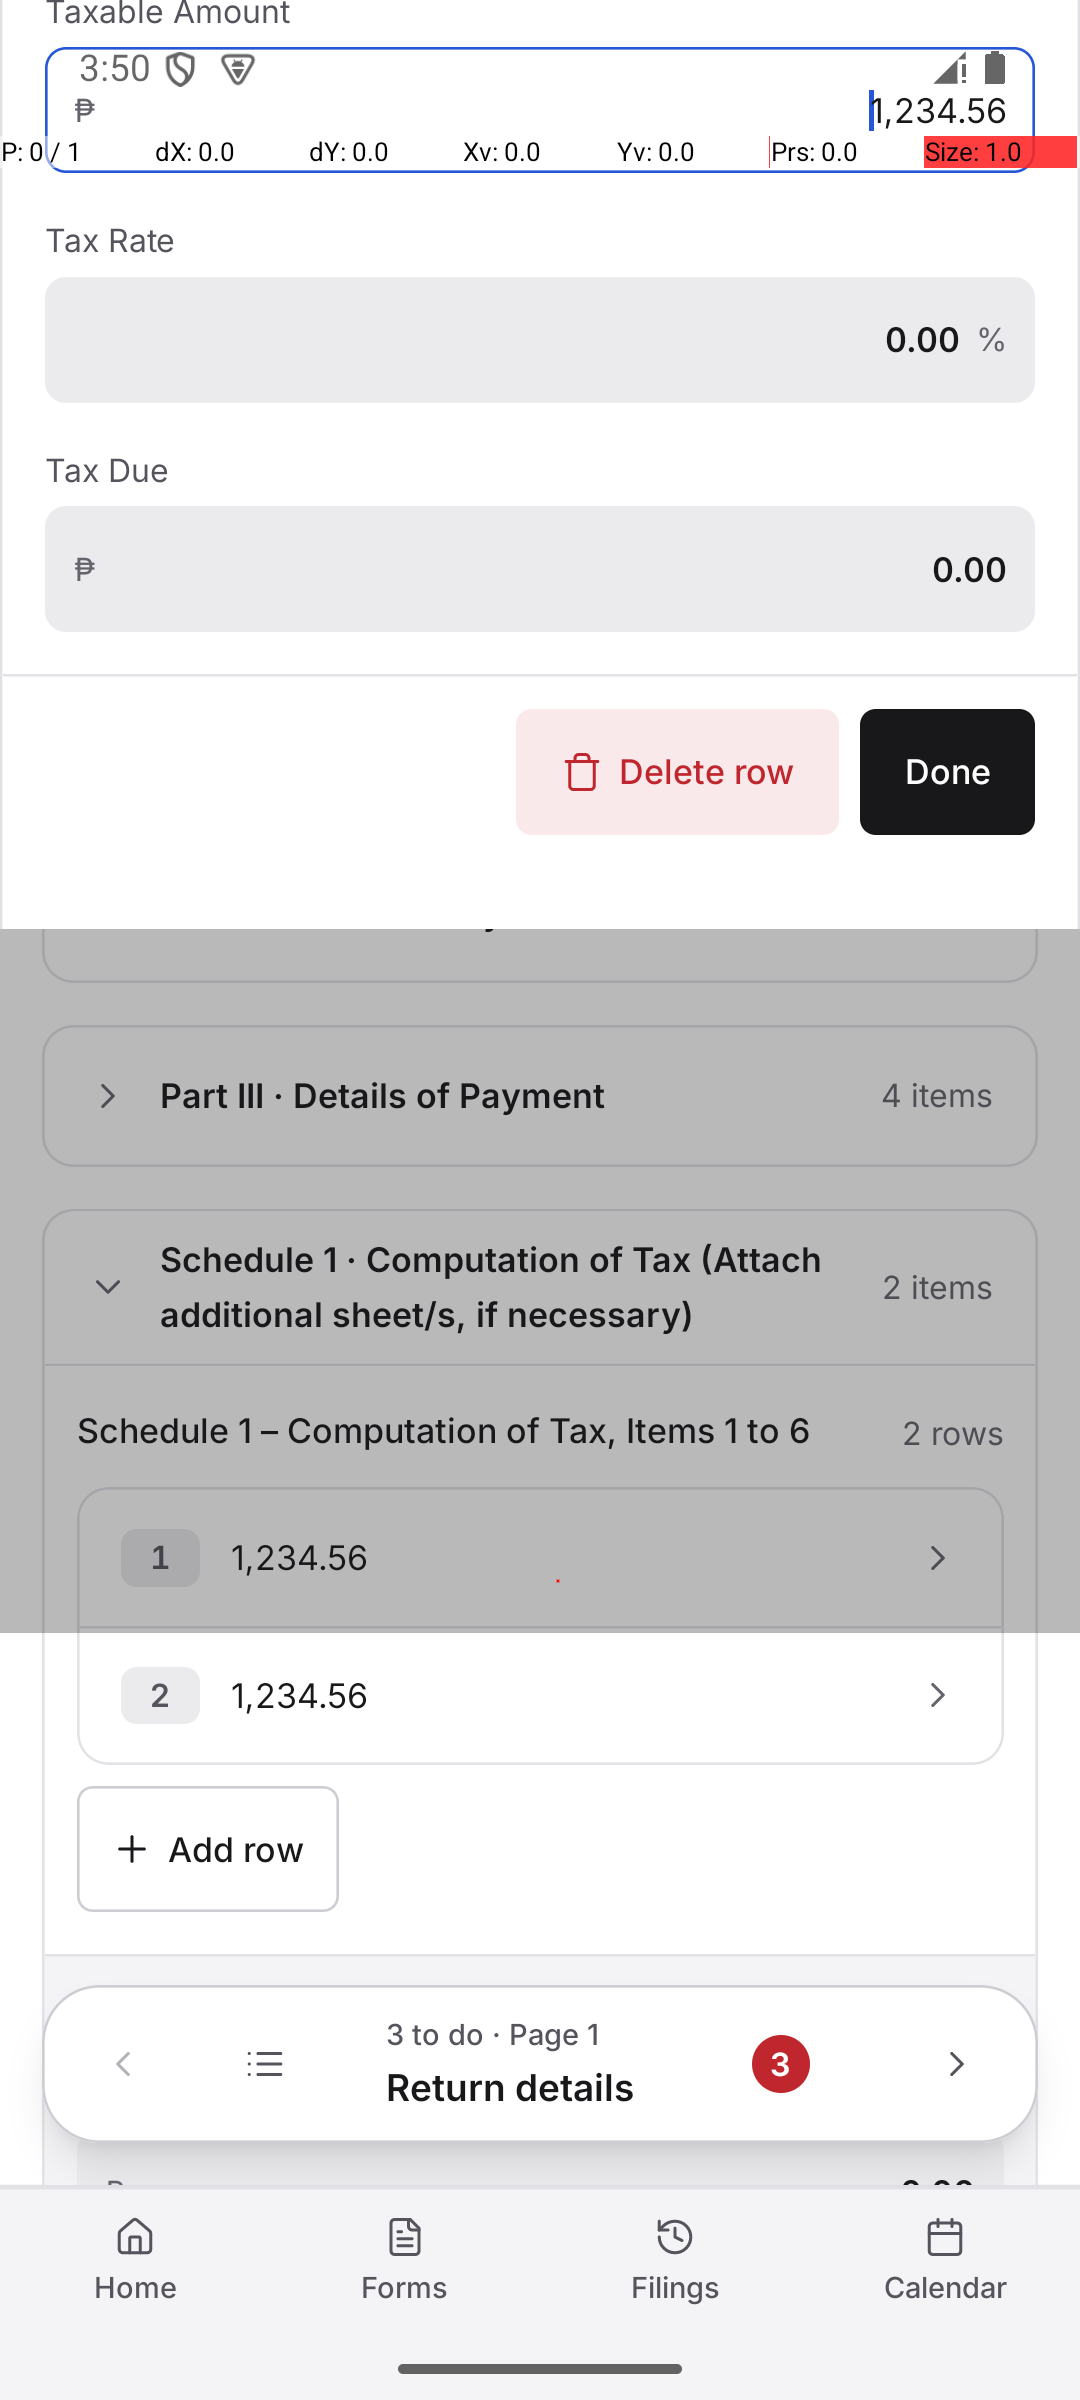 Taxable Amount
3:50
₱ 1,234.56
P: 0 / 1 dX: 0.0 dY: 0.0 Xv: 0.0 Yv: 0.0 Prs: 0.0 Size: 1.0
Tax Rate
0.00 %
Tax Due
₱ 0.00
Delete row Done
Part III · Details of Payment 4 items
Schedule 1 · Computation of Tax (Attach
additional sheet/s, if necessary) 2 items
Schedule 1 – Computation of Tax, Items 1 to 6 2 rows
1 1,234.56
2 1,234.56
Add row
3 to do · Page 1
Return details 3
Home Forms Filings Calendar